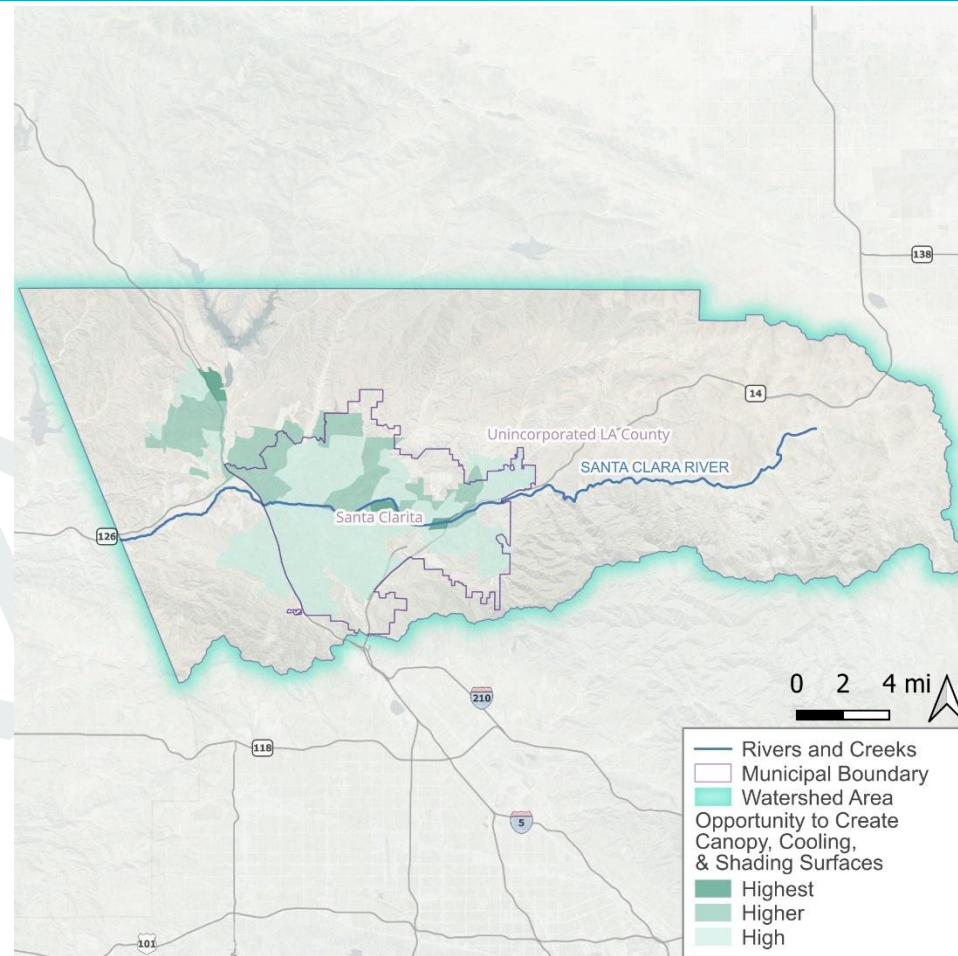 138
14
Unincorporated LA County
SANTA CLARA RIVER
Santa Clarita
126
0 2 4 mi
210
118
5
101
Rivers and Creeks
Municipal Boundary
Watershed Area
Opportunity to Create
Canopy, Cooling,
& Shading Surfaces
Highest
Higher
High